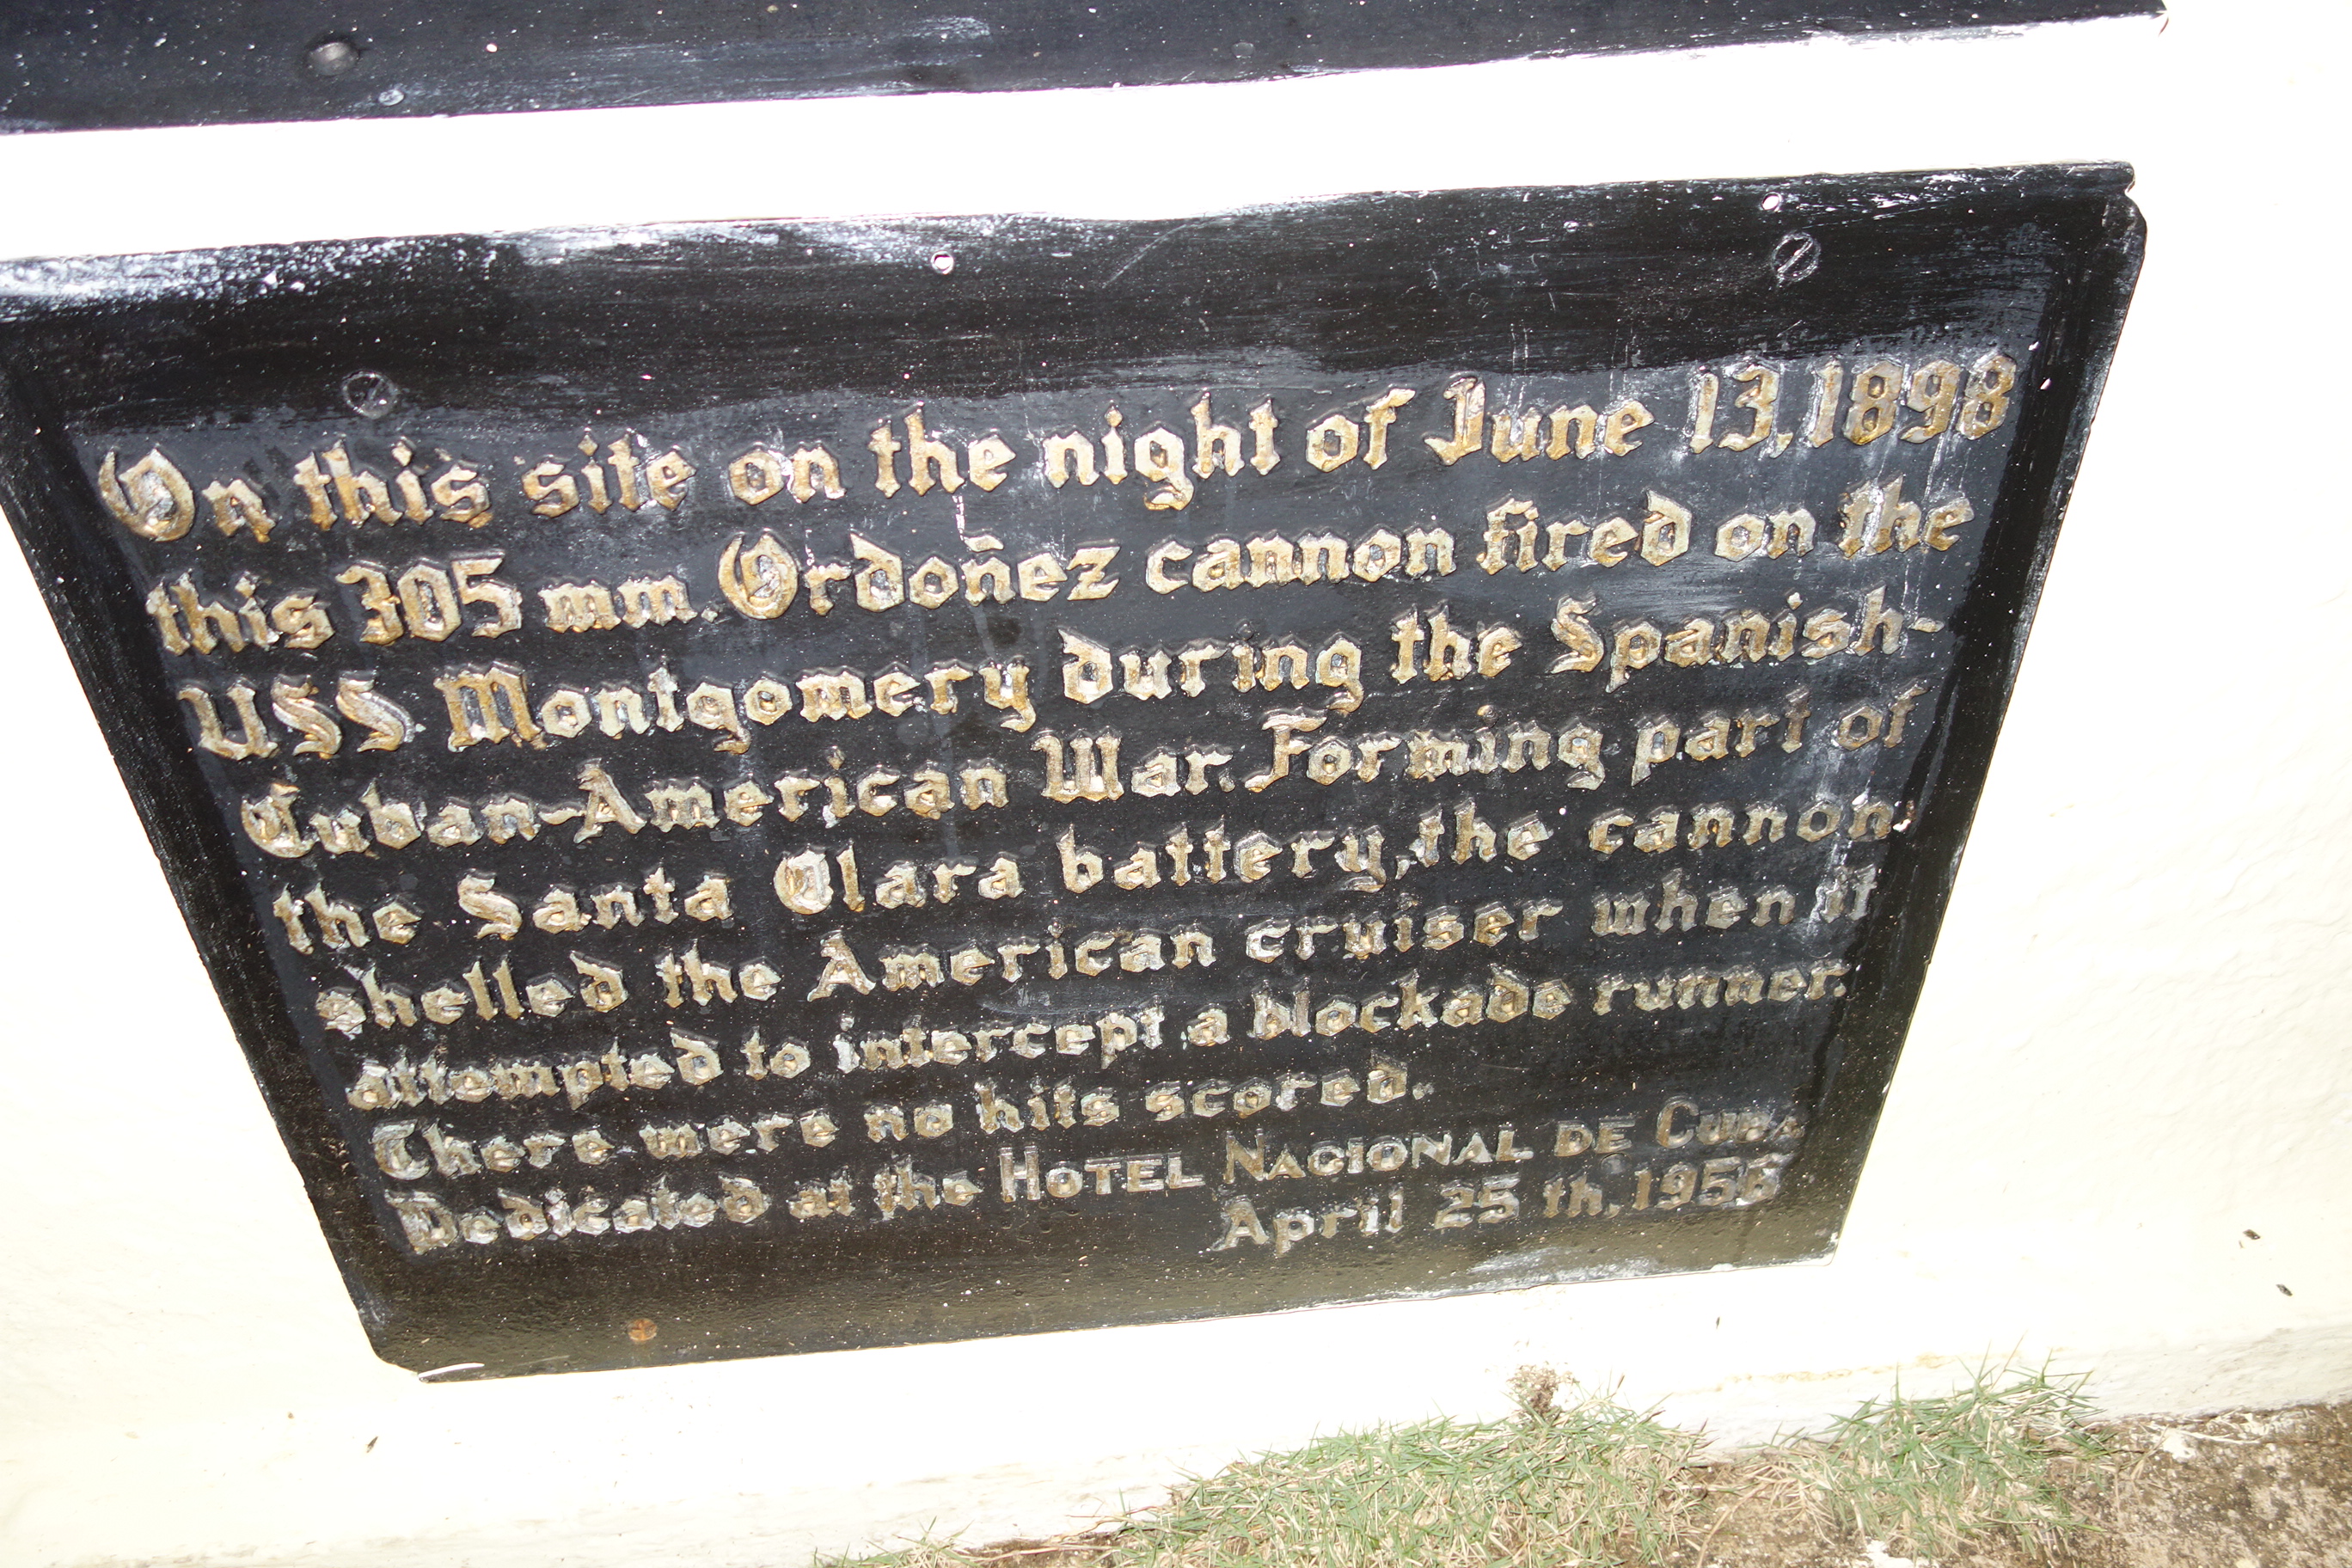 On this site on the night of June 13, 1898
this 305 mm. Ordoñez cannon fired on the
USS Montgomery during the Spanish-
Cuban-American War. Forming part of
the Santa Clara battery, the cannon
shelled the American cruiser when it
attempted to intercept a blockade runner.
There were no hits scored.
Dedicated at the HOTEL NACIONAL DE CUBA
April 25 th, 1956